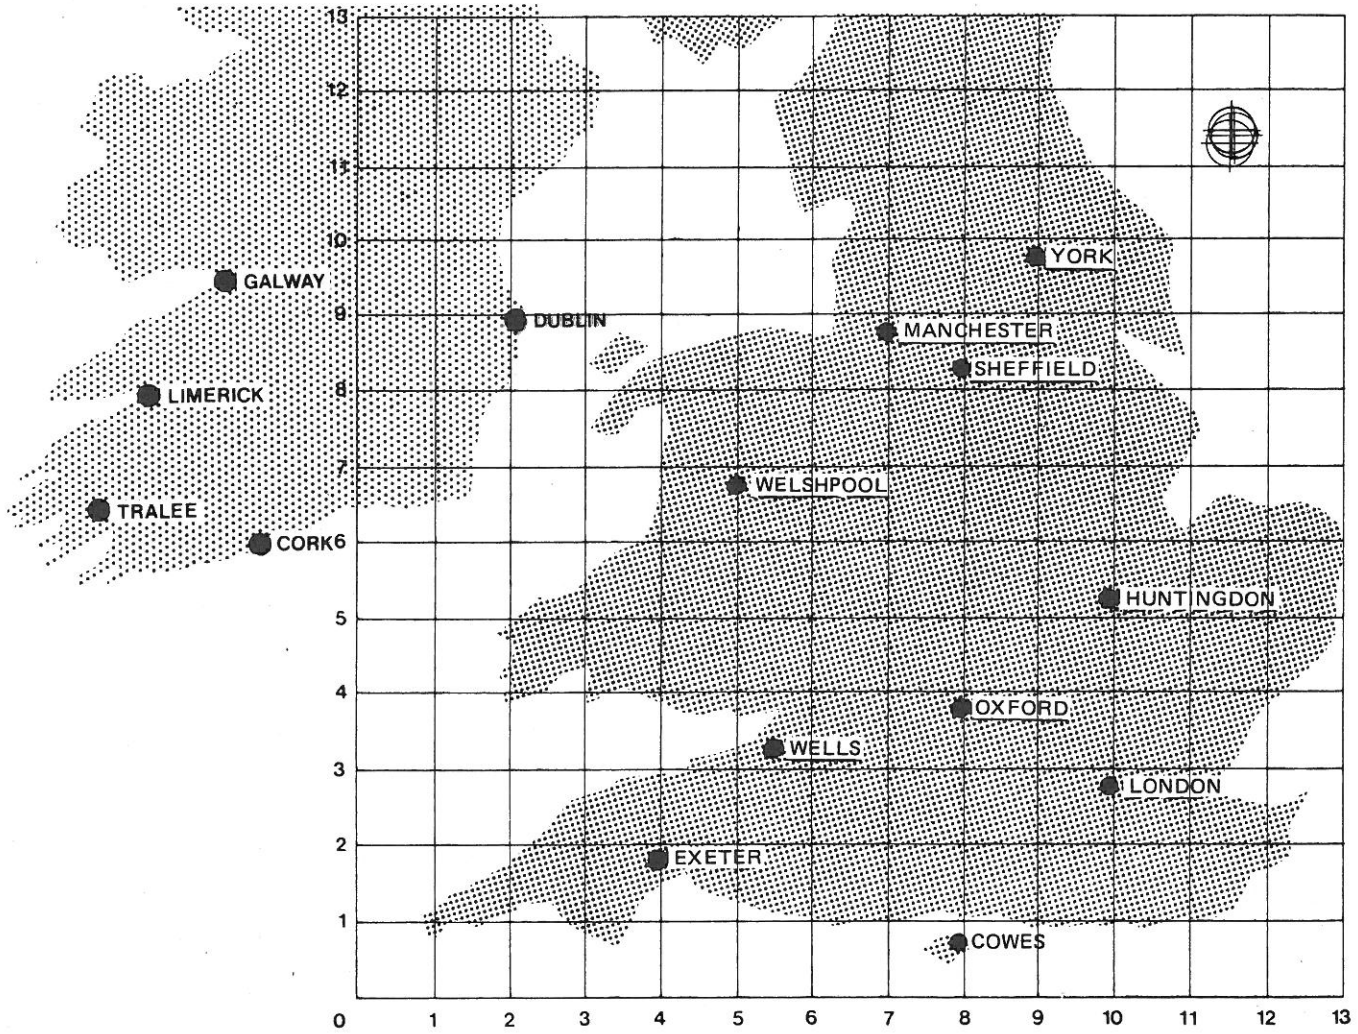 13
12
11
10
YORK
GALWAY
9
DUBLIN
MANCHESTER
SHEFFIELD
8
LIMERICK
7
WELSHPOOL
TRALEE
CORK 6
HUNTINGDON
5
4
OXFORD
WELLS
3
LONDON
2
EXETER
1
COWES
0 1 2 3 4 5 6 7 8 9 10 11 12 13